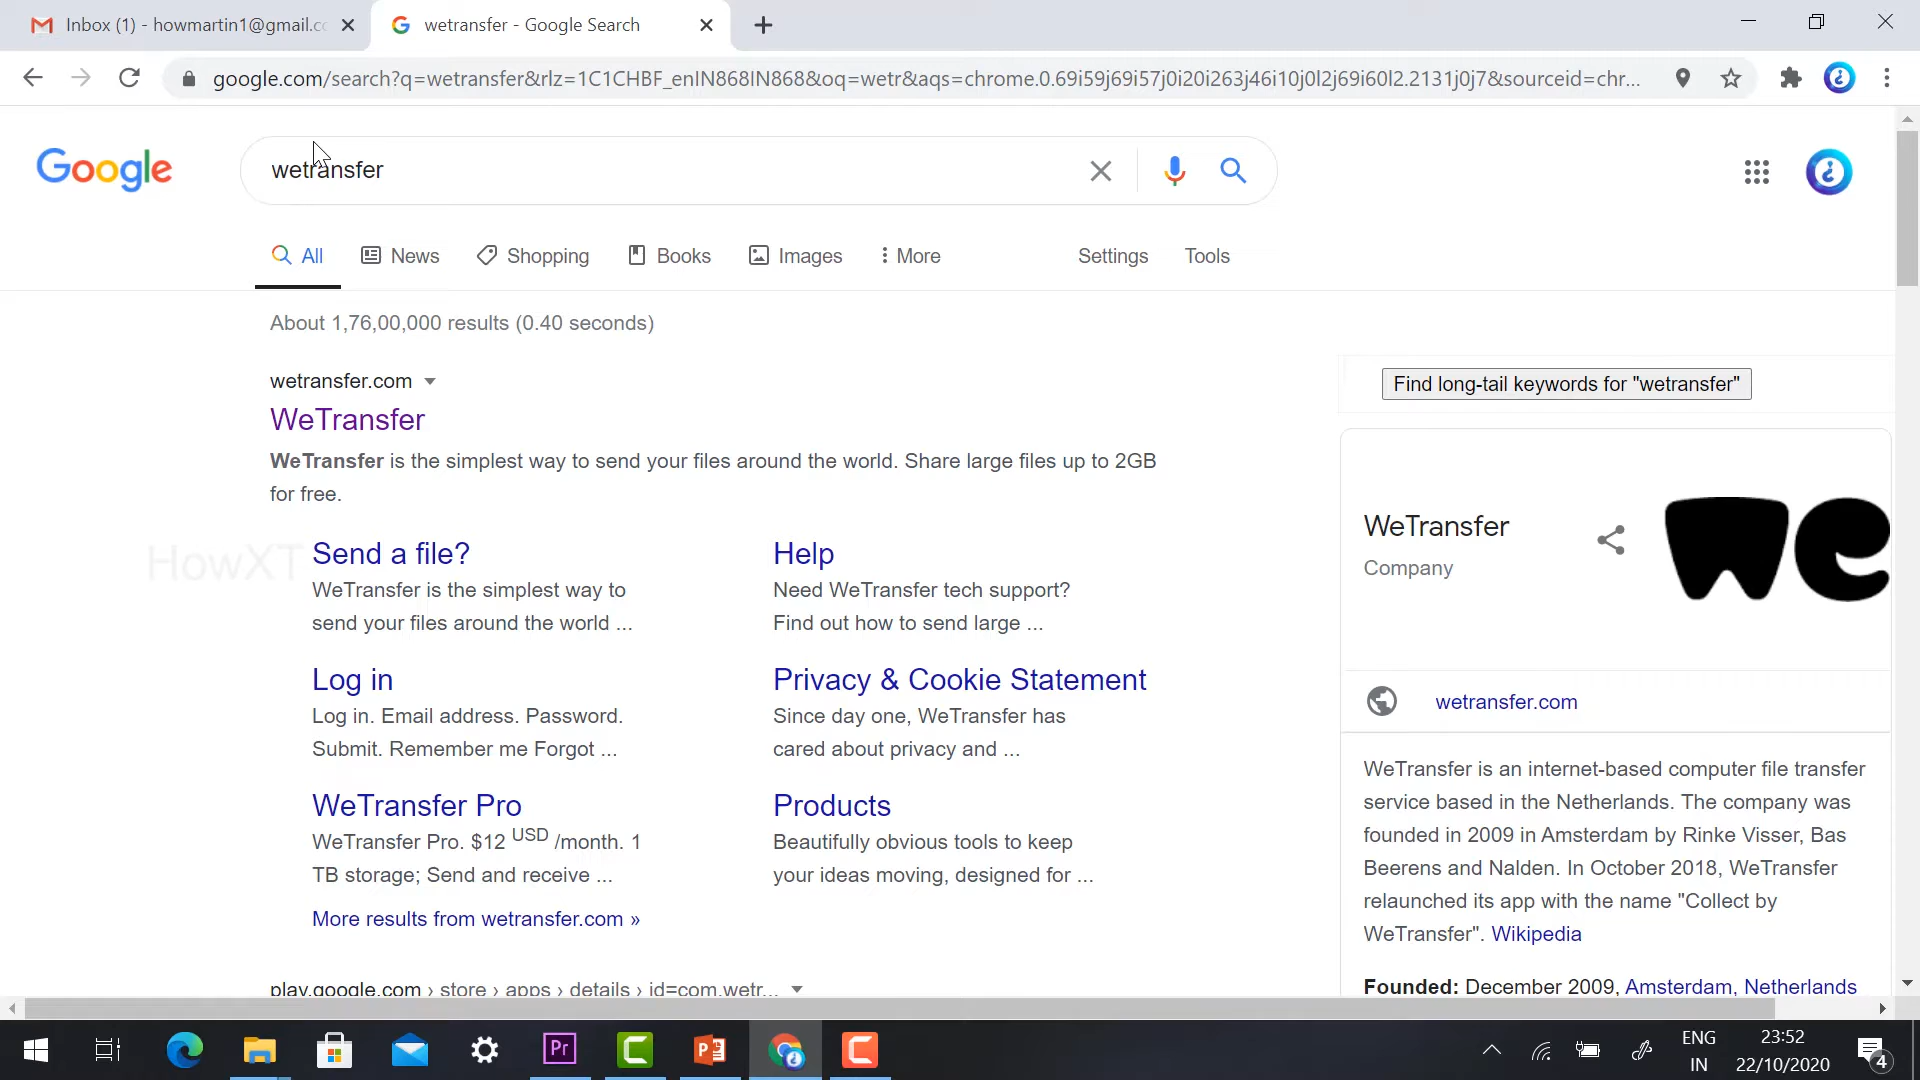 Inbox (1) - howmartin1@gmail.c
wetransfer - Google Search
google.com/search?q=wetransfer&rlz=1C1CHBF_enIN868IN868&oq=wetr&aqs=chrome.0.69i59j69i57j0i20i263j46i10j0l2j69i60l2.2131j0j7&sourceid=chr...
Google
wetransfer
All News Shopping Books Images More Settings Tools
About 1,76,00,000 results (0.40 seconds)
wetransfer.com
WeTransfer
WeTransfer is the simplest way to send your files around the world. Share large files up to 2GB
for free.
HowXT
Send a file?
WeTransfer is the simplest way to
send your files around the world ...
Help
Need WeTransfer tech support?
Find out how to send large ...
Log in
Log in. Email address. Password.
Submit. Remember me Forgot ...
Privacy & Cookie Statement
Since day one, WeTransfer has
cared about privacy and ...
WeTransfer Pro
WeTransfer Pro. $12 USD /month. 1
TB storage; Send and receive ...
Products
Beautifully obvious tools to keep
your ideas moving, designed for ...
More results from wetransfer.com »
play.google.com › store › apps › details › id=com.wetr...
Find long-tail keywords for "wetransfer"
WeTransfer
Company
we
wetransfer.com
WeTransfer is an internet-based computer file transfer
service based in the Netherlands. The company was
founded in 2009 in Amsterdam by Rinke Visser, Bas
Beerens and Nalden. In October 2018, WeTransfer
relaunched its app with the name "Collect by
WeTransfer". Wikipedia
Founded: December 2009, Amsterdam, Netherlands
Pr
ENG
IN
23:52
22/10/2020
4